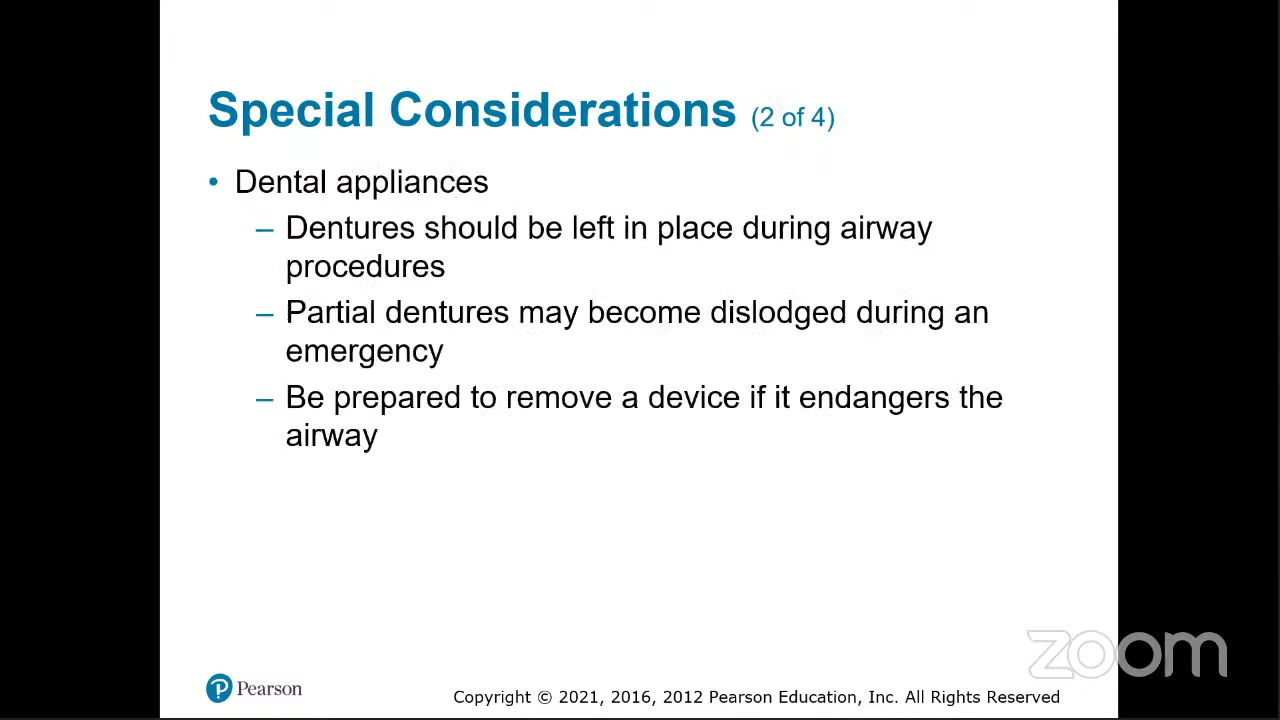 Special Considerations (2 of 4)
• Dental appliances
– Dentures should be left in place during airway
procedures
– Partial dentures may become dislodged during an
emergency
– Be prepared to remove a device if it endangers the
airway
zoom
P Pearson
Copyright © 2021, 2016, 2012 Pearson Education, Inc. All Rights Reserved